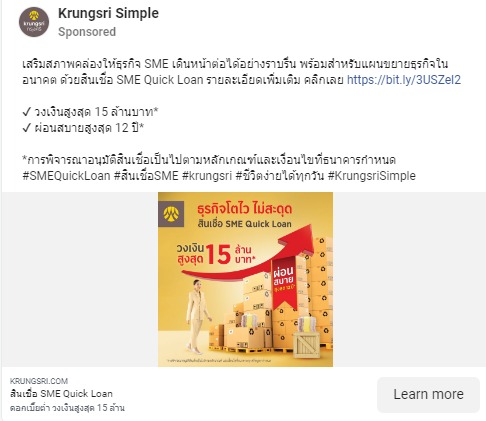 Krungsri Simple
Sponsored
krungsri
กรุงศรี
เสริมสภาพคล่องให้ธุรกิจ SME เดินหน้าต่อได้อย่างราบรื่น พร้อมสำหรับแผนขยายธุรกิจใน
อนาคต ด้วยสินเชื่อ SME Quick Loan รายละเอียดเพิ่มเติม คลิกเลย https://bit.ly/3USZel2
✓ วงเงินสูงสุด 15 ล้านบาท*
✓ ผ่อนสบายสูงสุด 12 ปี*
*การพิจารณาอนุมัติสินเชื่อเป็นไปตามหลักเกณฑ์และเงื่อนไขที่ธนาคารกำหนด
#SMEQuickLoan #สินเชื่อSME #krungsri #ชีวิตง่ายได้ทุกวัน #KrungsriSimple
ธุรกิจโตไว ไม่สะดุด
สินเชื่อ SME Quick Loan
วงเงิน
สูงสุด 15 ล้าน
บาท*
ผ่อน
สบาย
KRUNGSRI.COM
สินเชื่อ SME Quick Loan
ดอกเบี้ยต่ำ วงเงินสูงสุด 15 ล้าน
Learn more